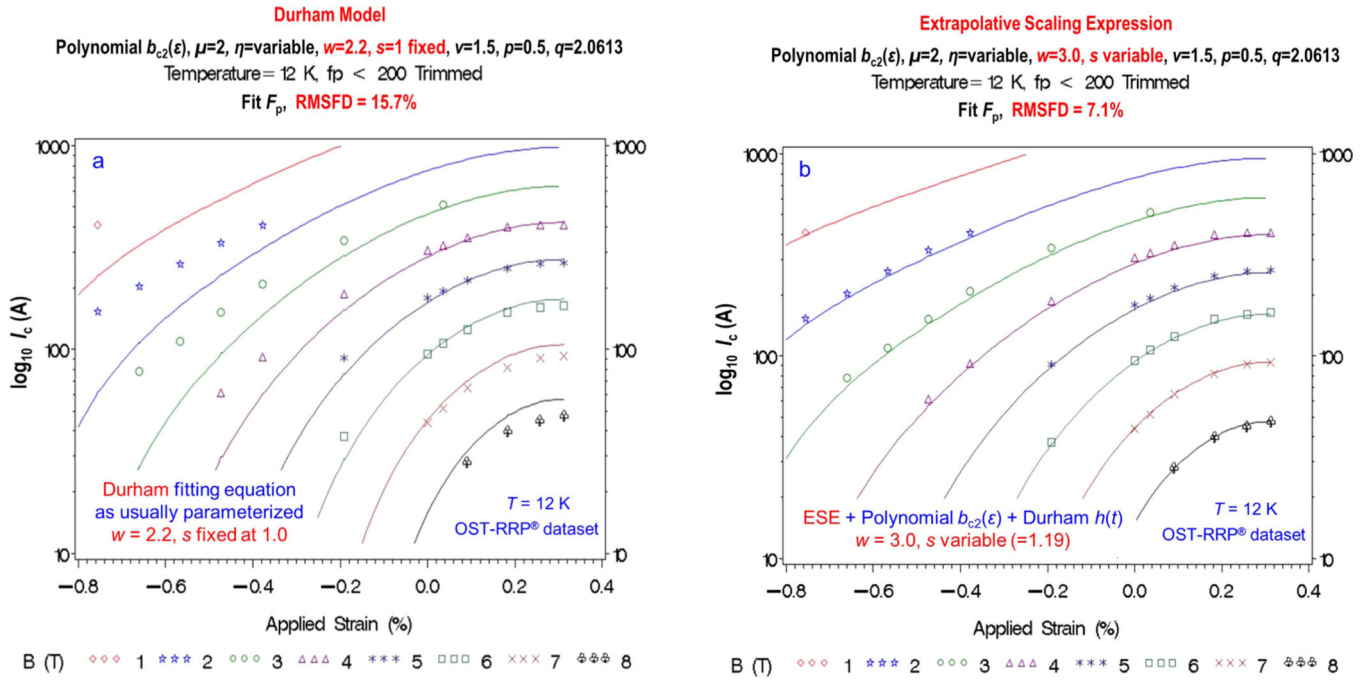 Durham Model
Polynomial b_c2(ε), μ=2, η=variable, w=2.2, s=1 fixed, v=1.5, p=0.5, q=2.0613
Temperature= 12 K, fp < 200 Trimmed
Fit F_p, RMSFD = 15.7%
a
1000
100
10
1000
100
10
log₁₀ I_c (A)
Durham fitting equation
as usually parameterized
w = 2.2, s fixed at 1.0
T = 12 K
OST-RRP® dataset
−0.8 −0.6 −0.4 −0.2 0.0 0.2 0.4
Applied Strain (%)
B (T) 1 2 3 4 5 6 7 8
Extrapolative Scaling Expression
Polynomial b_c2(ε), μ=2, η=variable, w=3.0, s variable, v=1.5, p=0.5, q=2.0613
Temperature= 12 K, fp < 200 Trimmed
Fit F_p, RMSFD = 7.1%
b
1000
100
10
1000
100
10
log₁₀ I_c (A)
ESE + Polynomial b_c2(ε) + Durham h(t)
w = 3.0, s variable (=1.19)
T = 12 K
OST-RRP® dataset
−0.8 −0.6 −0.4 −0.2 0.0 0.2 0.4
Applied Strain (%)
B (T) 1 2 3 4 5 6 7 8